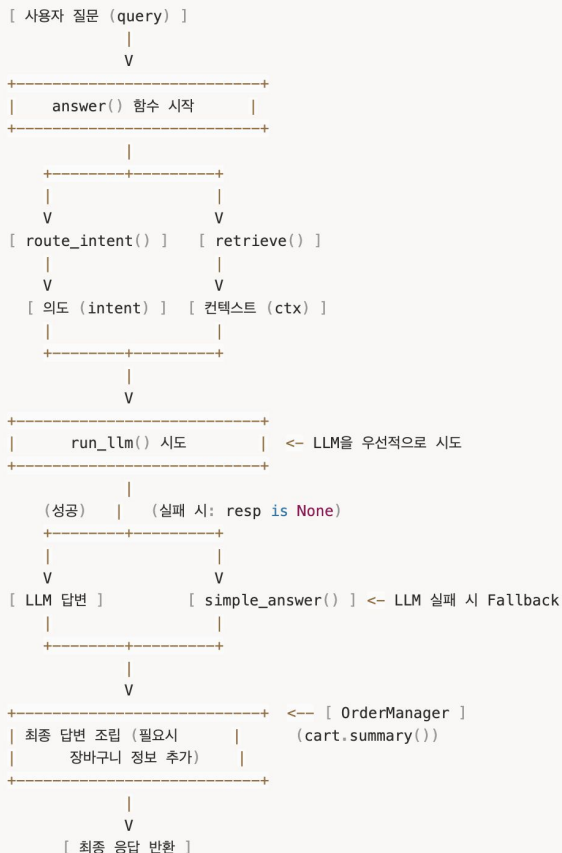 [ 사용자 질문 (query) ]
|
V
+--------------------------+
|    answer() 함수 시작      |
+--------------------------+
|
+--------+---------+
|                  |
V                  V
[ route_intent() ]   [ retrieve() ]
|                  |
V                  V
[ 의도 (intent) ]  [ 컨텍스트 (ctx) ]
|                  |
+--------+---------+
|
V
+--------------------------+
|      run_llm() 시도        |  <- LLM을 우선적으로 시도
+--------------------------+
|
(성공)   |   (실패 시: resp is None)
+--------+---------+
|                  |
V                  V
[ LLM 답변 ]         [ simple_answer() ] <- LLM 실패 시 Fallback
|                  |
+--------+---------+
|
V
+--------------------------+  <-- [ OrderManager ]
| 최종 답변 조립 (필요시        |      (cart.summary())
|      장바구니 정보 추가)    |
+--------------------------+
|
V
[ 최종 응답 반환 ]